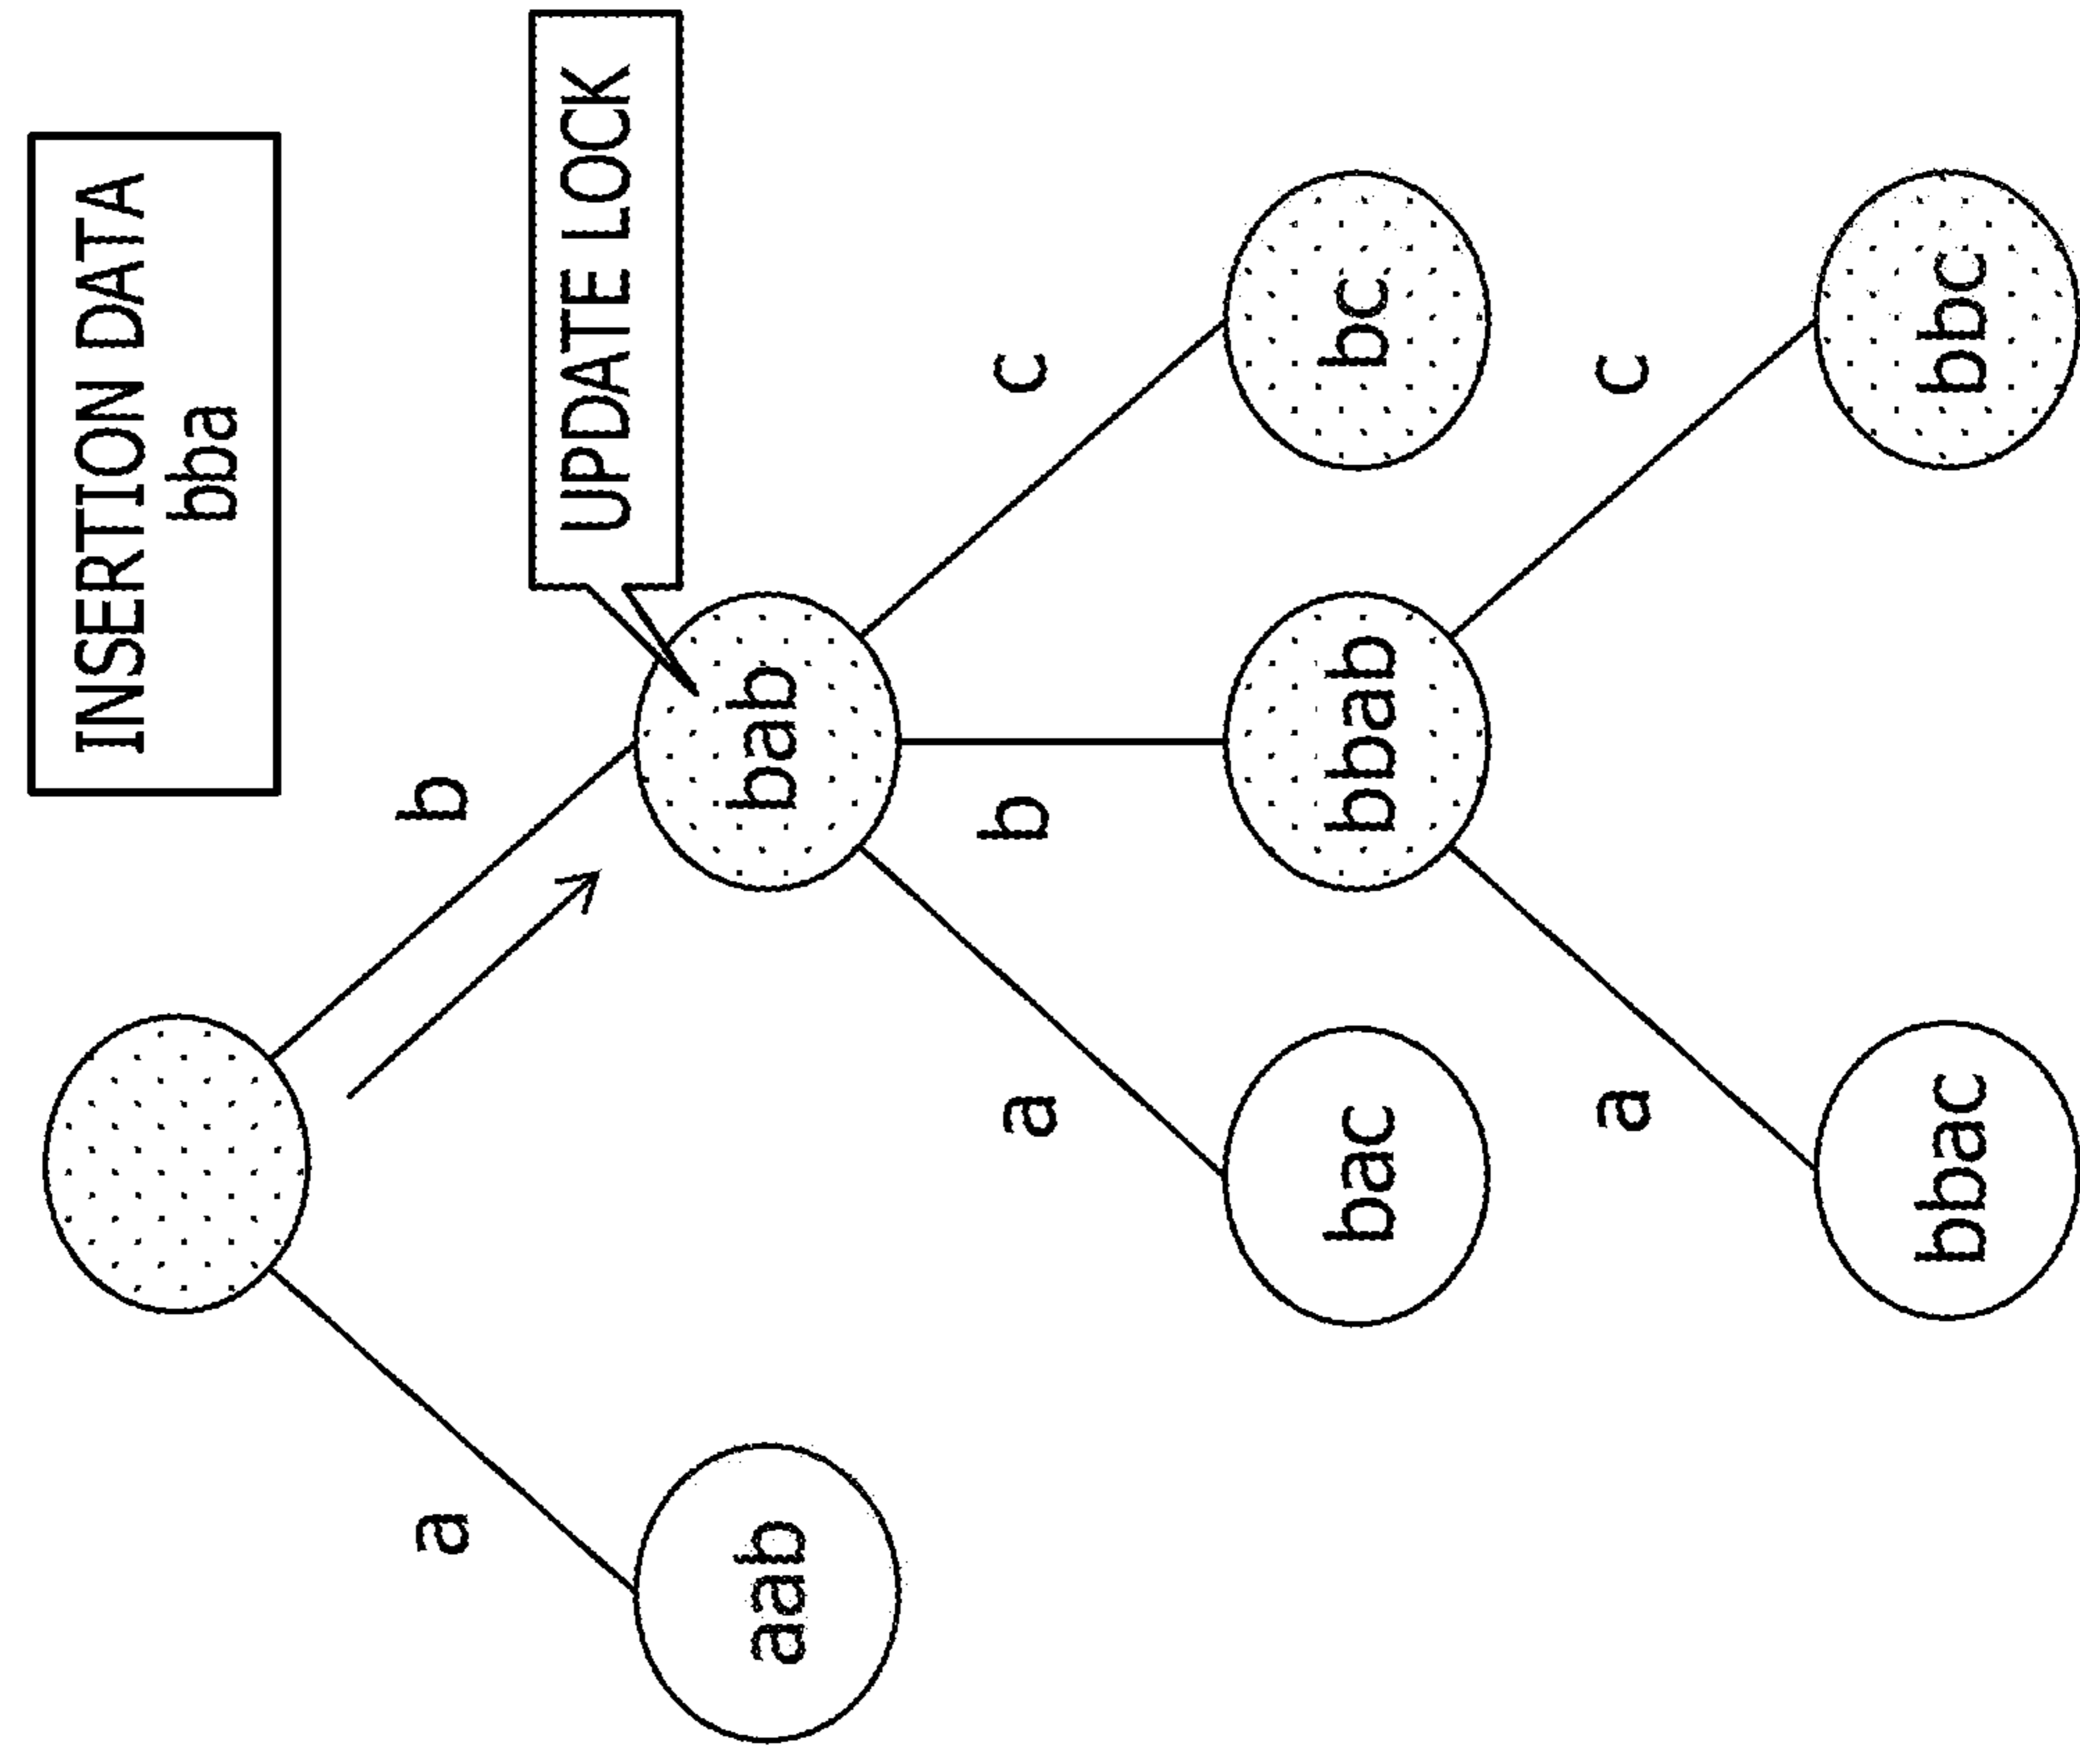 INSERTION DATA
bba
a
b
UPDATE LOCK
aab
bab
a
b
c
bac
bbab
bc
a
c
bbac
bbc